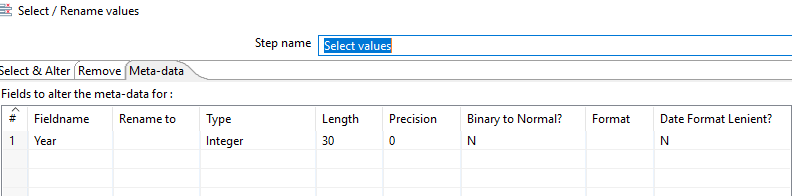 Select / Rename values
Step name Select values
Select & Alter Remove Meta-data
Fields to alter the meta-data for :
# Fieldname Rename to Type Length Precision Binary to Normal? Format Date Format Lenient?
1 Year Integer 30 0 N N